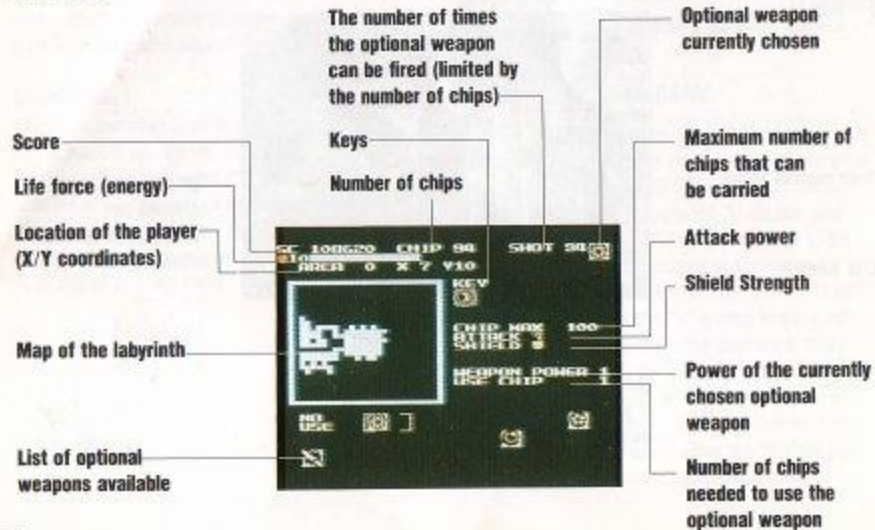 The number of times
the optional weapon
can be fired (limited by
the number of chips)
Optional weapon
currently chosen
Score
Keys
Maximum number of
chips that can
be carried
Life force (energy)
Number of chips
Location of the player
(X/Y coordinates)
Attack power
Shield Strength
Map of the labyrinth
Power of the currently
chosen optional
weapon
List of optional
weapons available
Number of chips
needed to use the
optional weapon
SC 108620 CHIP 94 SHOT 94
AREA 0 X 7 Y10
KEY
CHIP MAX 100
ATTACK
SHIELD
WEAPON POWER 1
USE CHIP 1
NO
USE